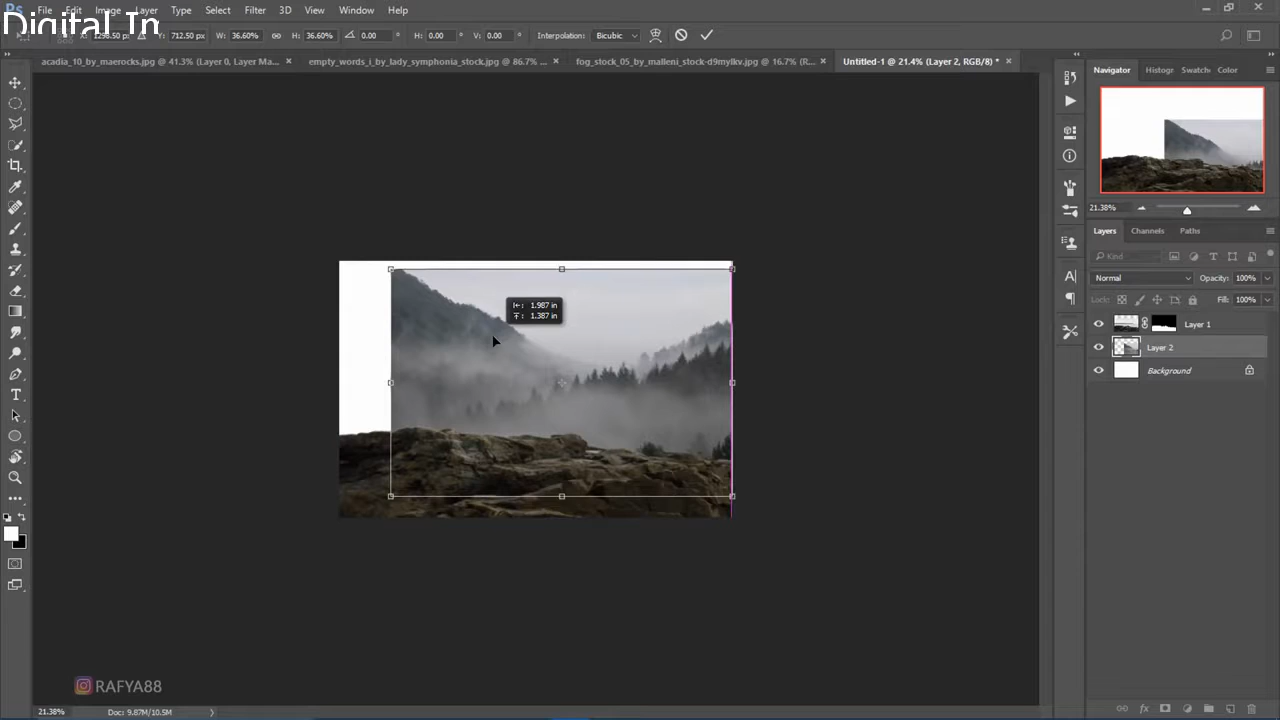 File Edit Image Layer Type Select Filter 3D View Window Help
Digital In
1298.50 px 712.50 px W: 36.60% H: 36.60% 0.00 ° H: 0.00 ° V: 0.00 ° Interpolation: Bicubic
acadia_10_by_maerocks.jpg @ 41.3% (Layer 0, Layer Ma... × empty_words_i_by_lady_symphonia_stock.jpg @ 86.7% ... × fog_stock_05_by_malleni_stock-d9mylkv.jpg @ 16.7% (R... × Untitled-1 @ 21.4% (Layer 2, RGB/8) * ×
Navigator Histog Swatch Color
21.38%
Layers Channels Paths
Kind
Normal Opacity: 100%
Lock: Fill: 100%
Layer 1
Layer 2
Background
1.987 in
1.387 in
RAFYA88
21.38% Doc: 9.87M/10.5M